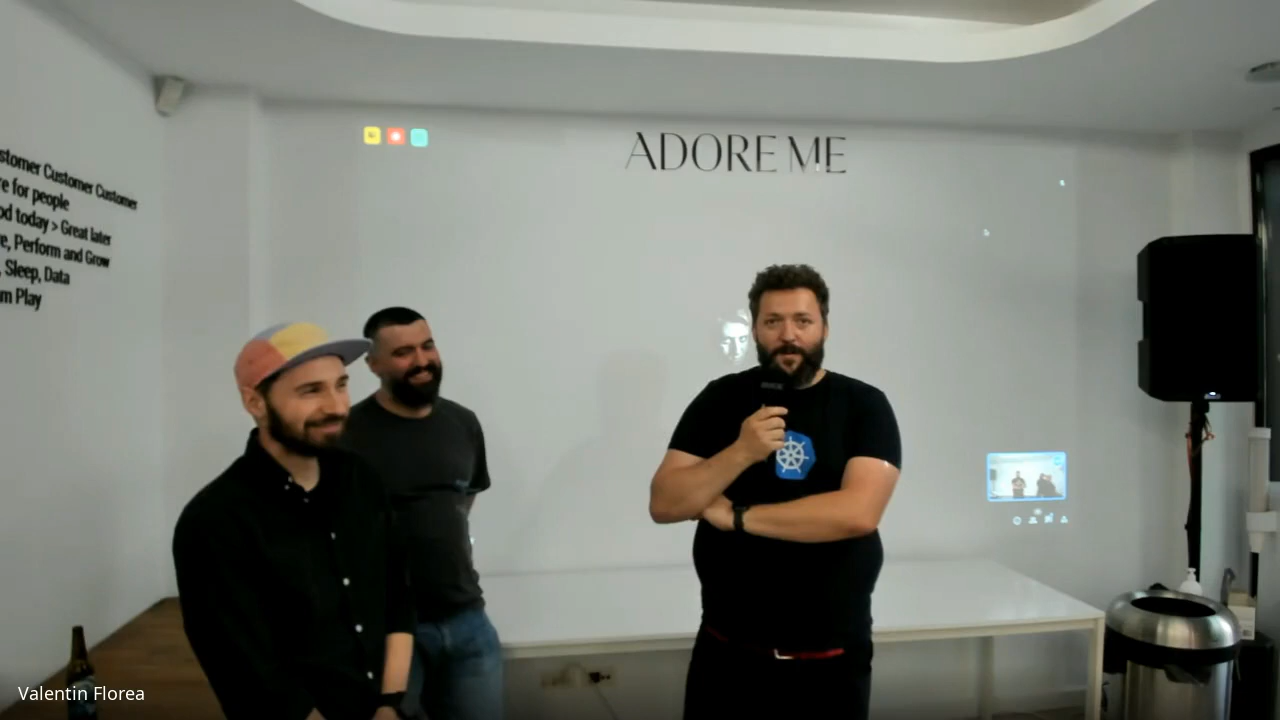 ADORE ME
stomer Customer Customer
re for people
od today > Great later
e, Perform and Grow
, Sleep, Data
m Play
Valentin Florea